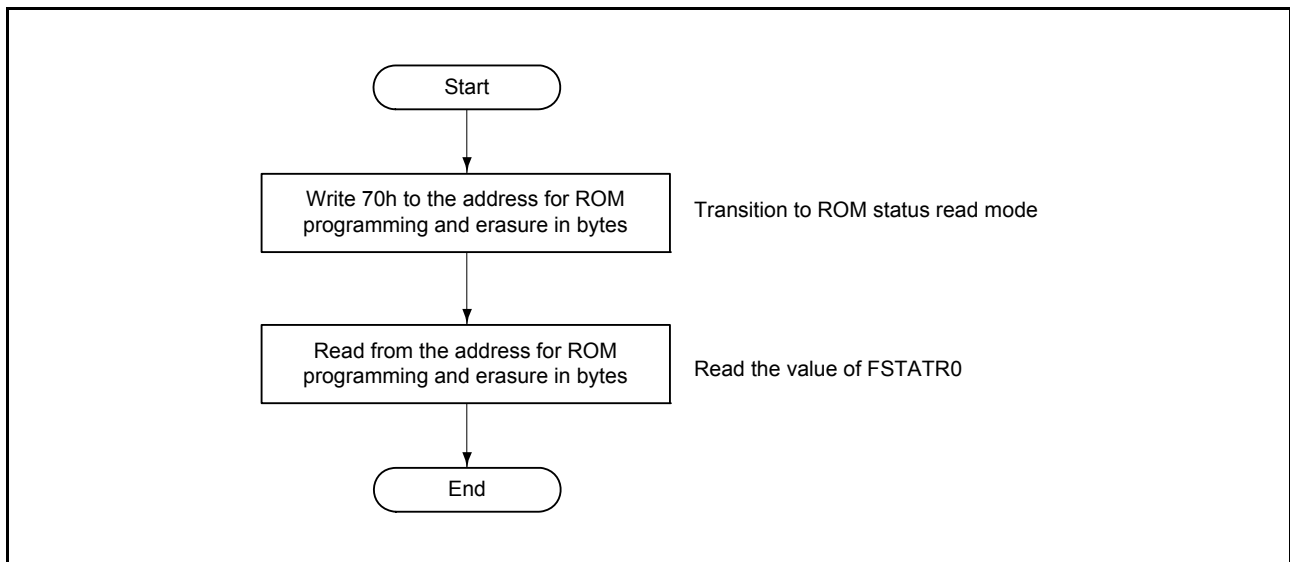 Start
Write 70h to the address for ROM
programming and erasure in bytes
Transition to ROM status read mode
Read from the address for ROM
programming and erasure in bytes
Read the value of FSTATR0
End